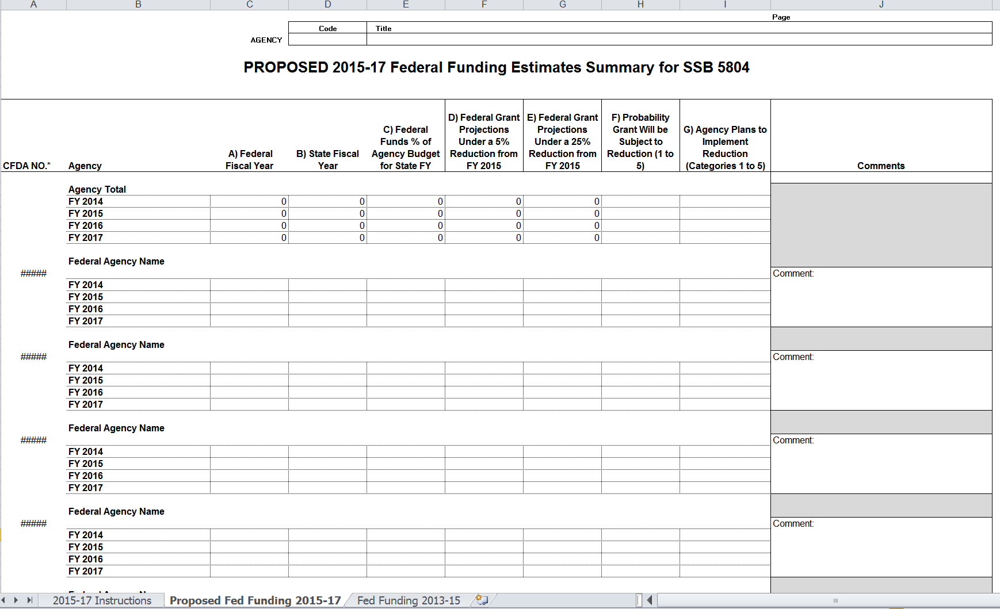 A B C D E F G H I J
Page
Code Title
AGENCY
PROPOSED 2015-17 Federal Funding Estimates Summary for SSB 5804
D) Federal Grant E) Federal Grant F) Probability
C) Federal Projections Projections Grant Will be G) Agency Plans to
Funds % of Under a 5% Under a 25% Subject to Implement
A) Federal B) State Fiscal Agency Budget Reduction from Reduction from Reduction (1 to Reduction
CFDA NO.* Agency Fiscal Year Year for State FY FY 2015 FY 2015 5) (Categories 1 to 5) Comments
Agency Total
FY 2014 0 0 0 0 0
FY 2015 0 0 0 0 0
FY 2016 0 0 0 0 0
FY 2017 0 0 0 0 0
Federal Agency Name
##### Comment:
FY 2014
FY 2015
FY 2016
FY 2017
Federal Agency Name
##### Comment:
FY 2014
FY 2015
FY 2016
FY 2017
Federal Agency Name
##### Comment:
FY 2014
FY 2015
FY 2016
FY 2017
Federal Agency Name
##### Comment:
FY 2014
FY 2015
FY 2016
FY 2017
2015-17 Instructions Proposed Fed Funding 2015-17 Fed Funding 2013-15